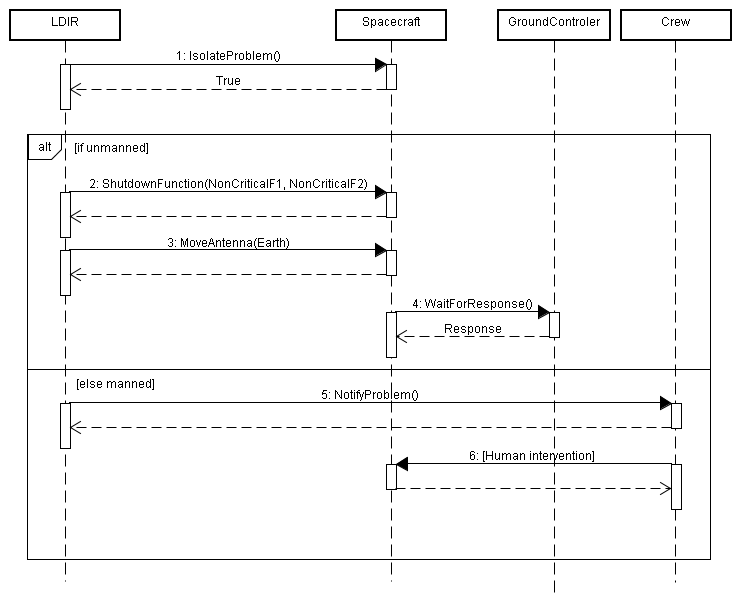 LDIR
Spacecraft
GroundControler
Crew
1: IsolateProblem()
True
alt
[if unmanned]
2: ShutdownFunction(NonCriticalF1, NonCriticalF2)
3: MoveAntenna(Earth)
4: WaitForResponse()
Response
[else manned]
5: NotifyProblem()
6: [Human intervention]